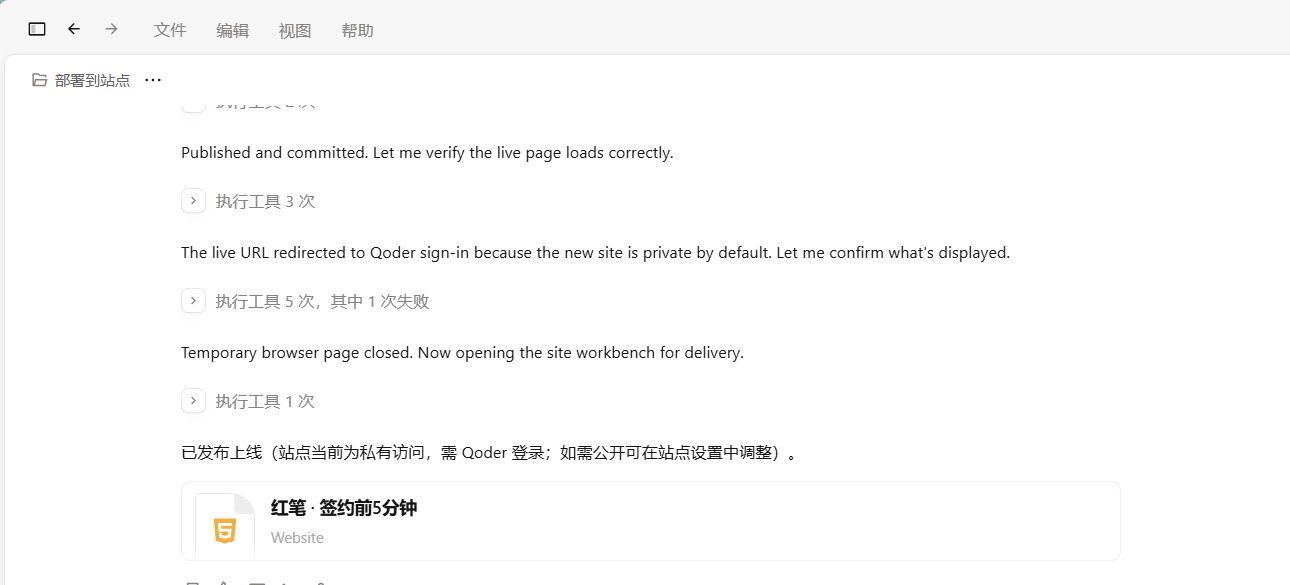 文件 编辑 视图 帮助
部署到站点 ···
执行工具 2 次
Published and committed. Let me verify the live page loads correctly.
执行工具 3 次
The live URL redirected to Qoder sign-in because the new site is private by default. Let me confirm what's displayed.
执行工具 5 次，其中 1 次失败
Temporary browser page closed. Now opening the site workbench for delivery.
执行工具 1 次
已发布上线（站点当前为私有访问，需 Qoder 登录；如需公开可在站点设置中调整）。
红笔 · 签约前5分钟
Website